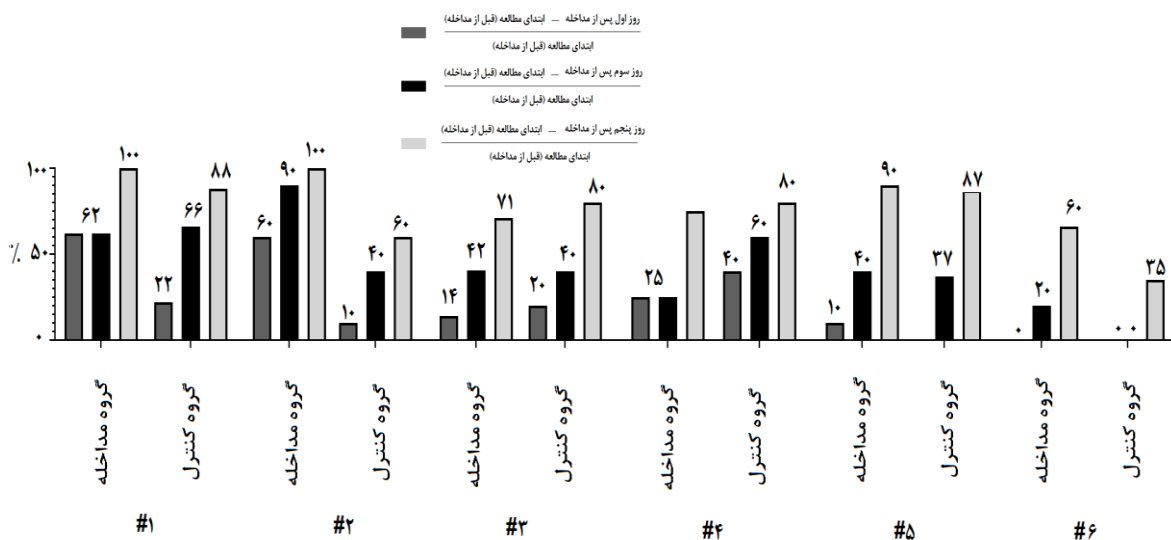 روز اول پس از مداخله — ابتدای مطالعه (قبل از مداخله)
ابتدای مطالعه (قبل از مداخله)
روز سوم پس از مداخله — ابتدای مطالعه (قبل از مداخله)
ابتدای مطالعه (قبل از مداخله)
روز پنجم پس از مداخله — ابتدای مطالعه (قبل از مداخله)
ابتدای مطالعه (قبل از مداخله)
۱۰۰
٪ ۵۰
۰
۶۲ ۱۰۰
۲۲ ۶۶ ۸۸
۶۰ ۹۰ ۱۰۰
۱۰ ۴۰ ۶۰
۱۴ ۴۲ ۷۱
۲۰ ۴۰ ۸۰
۲۵
۴۰ ۶۰ ۸۰
۱۰ ۴۰ ۹۰
۳۷ ۸۷
۰ ۲۰ ۶۰
۰ ۰ ۳۵
گروه مداخله
گروه کنترل
گروه مداخله
گروه کنترل
گروه مداخله
گروه کنترل
گروه مداخله
گروه کنترل
گروه مداخله
گروه کنترل
گروه مداخله
گروه کنترل
#۱ #۲ #۳ #۴ #۵ #۶